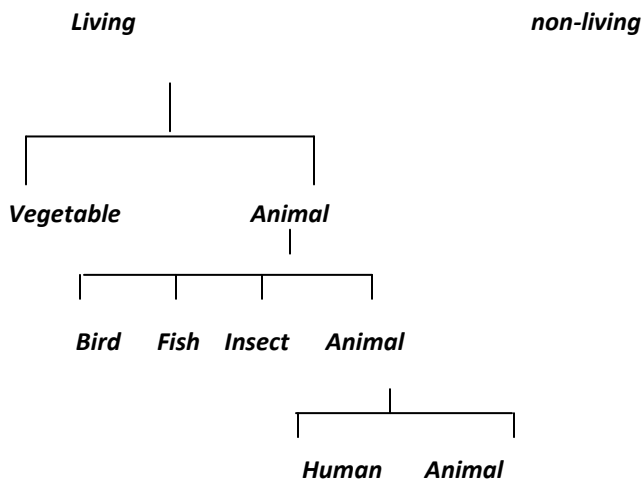 Living non-living
Vegetable Animal
Bird Fish Insect Animal
Human Animal